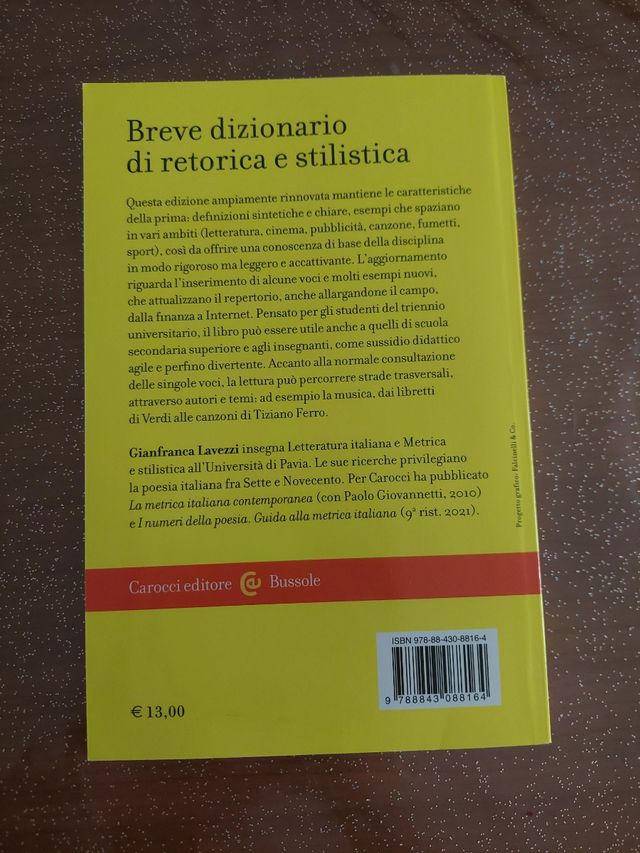 Breve dizionario
di retorica e stilistica
Questa edizione ampiamente rinnovata mantiene le caratteristiche
della prima: definizioni sintetiche e chiare, esempi che spaziano
in vari ambiti (letteratura, cinema, pubblicità, canzone, fumetti,
sport), così da offrire una conoscenza di base della disciplina
in modo rigoroso ma leggero e accattivante. L'aggiornamento
riguarda l'inserimento di alcune voci e molti esempi nuovi,
che attualizzano il repertorio, anche allargandone il campo,
dalla finanza a Internet. Pensato per gli studenti del triennio
universitario, il libro può essere utile anche a quelli di scuola
secondaria superiore e agli insegnanti, come sussidio didattico
agile e perfino divertente. Accanto alla normale consultazione
delle singole voci, la lettura può percorrere strade trasversali,
attraverso autori e temi: ad esempio la musica, dai libretti
di Verdi alle canzoni di Tiziano Ferro.
Gianfranca Lavezzi insegna Letteratura italiana e Metrica
e stilistica all'Università di Pavia. Le sue ricerche privilegiano
la poesia italiana fra Sette e Novecento. Per Carocci ha pubblicato
La metrica italiana contemporanea (con Paolo Giovannetti, 2010)
e I numeri della poesia. Guida alla metrica italiana (9ª rist. 2021).
Progetto grafico: Falcinelli & Co.
Carocci editore @ Bussole
ISBN 978-88-430-8816-4
9 788843 088164
€ 13,00